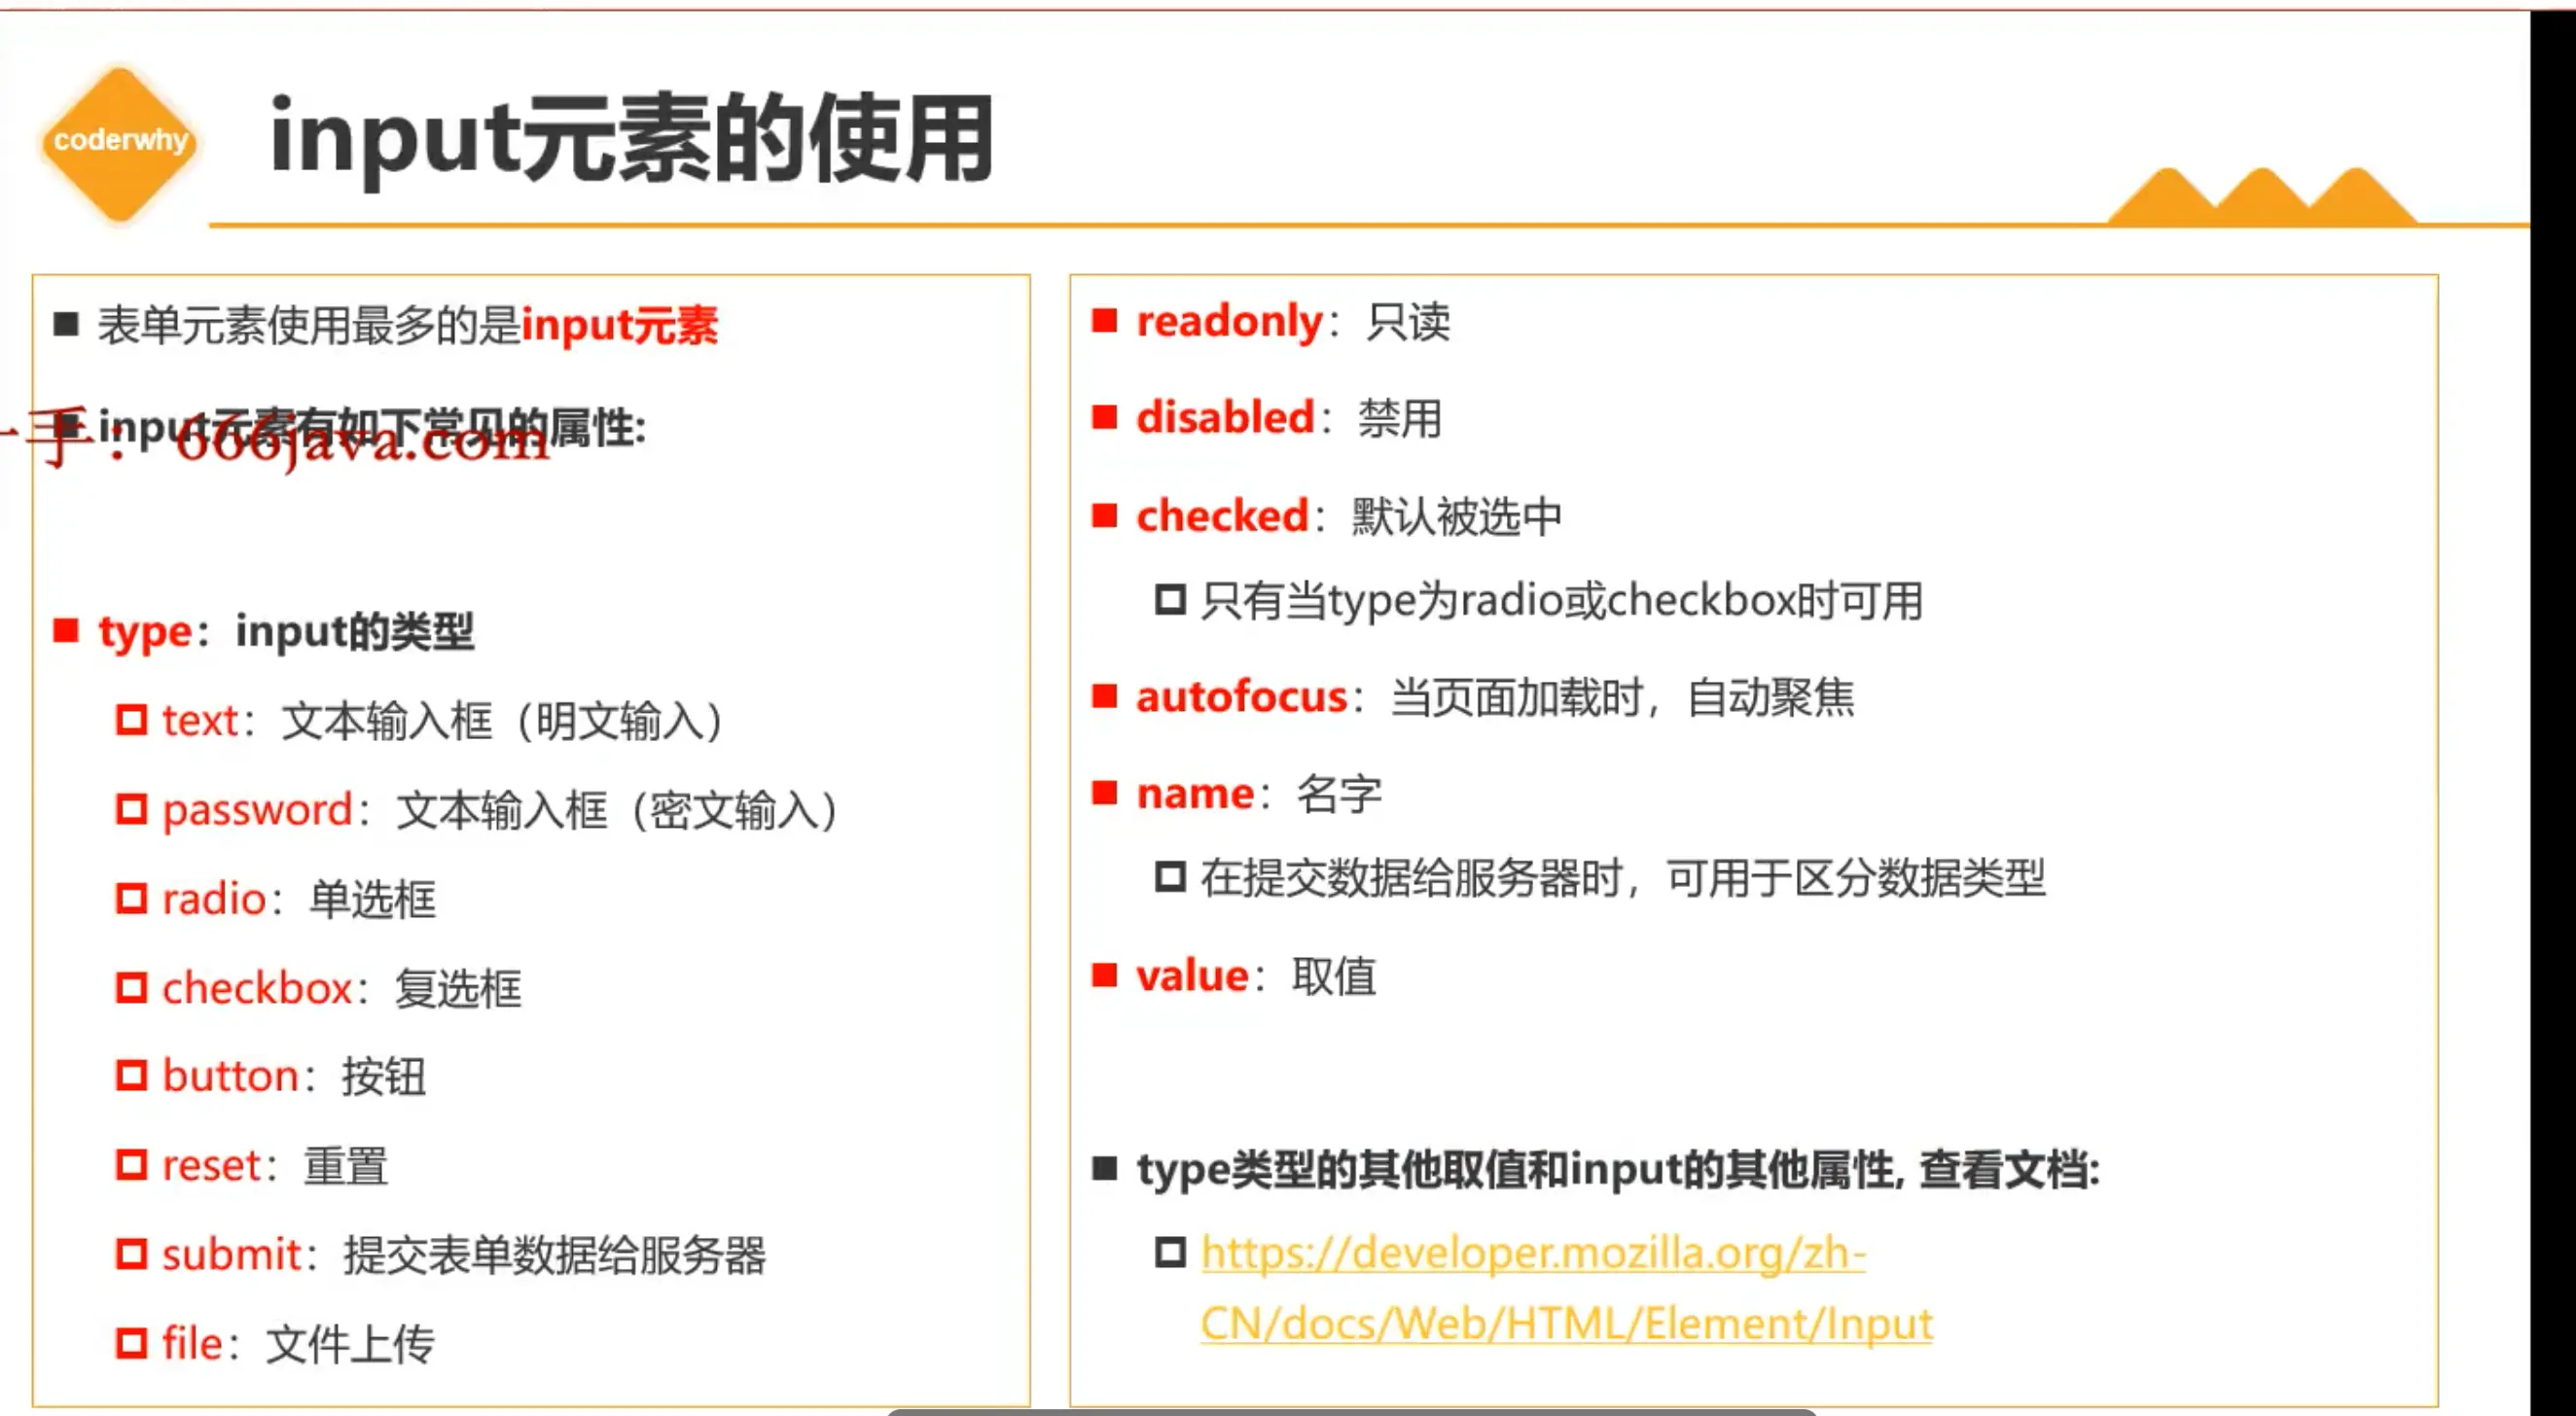 coderwhy
input元素的使用
表单元素使用最多的是input元素
input元素有如下常见的属性:
一手：666java.com
type：input的类型
text：文本输入框（明文输入）
password：文本输入框（密文输入）
radio：单选框
checkbox：复选框
button：按钮
reset：重置
submit：提交表单数据给服务器
file：文件上传
readonly：只读
disabled：禁用
checked：默认被选中
只有当type为radio或checkbox时可用
autofocus：当页面加载时，自动聚焦
name：名字
在提交数据给服务器时，可用于区分数据类型
value：取值
type类型的其他取值和input的其他属性, 查看文档:
https://developer.mozilla.org/zh-
CN/docs/Web/HTML/Element/Input